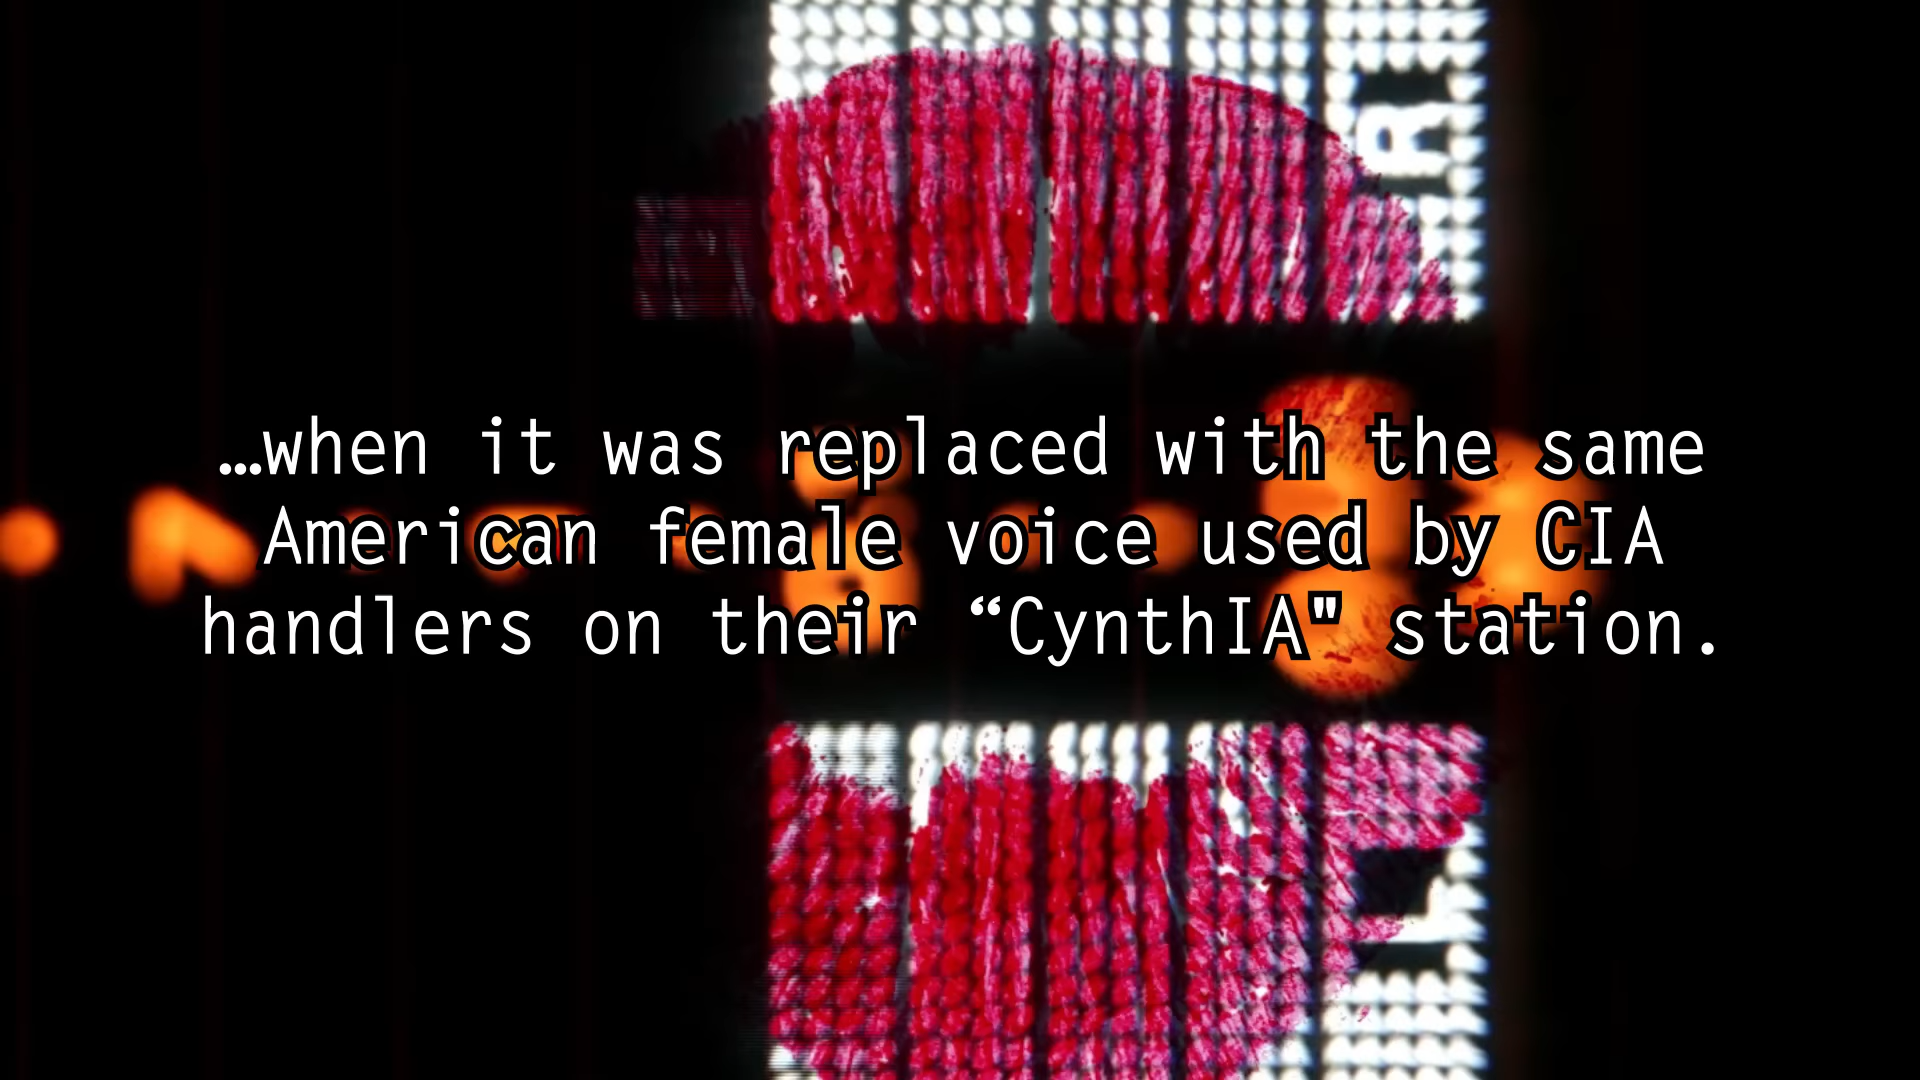 …when it was replaced with the same
American female voice used by CIA
handlers on their “CynthIA" station.
R
L